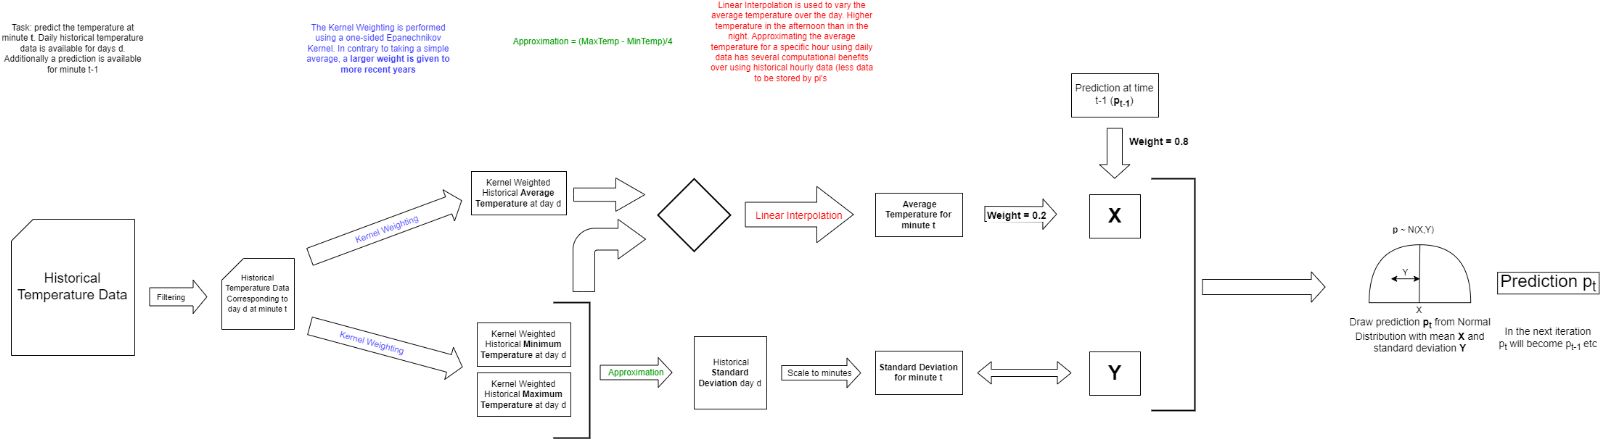 Task: predict the temperature at
minute t. Daily historical temperature
data is available for days d.
Additionally a prediction is available
for minute t-1
The Kernel Weighting is performed
using a one-sided Epanechnikov
Kernel. In contrary to taking a simple
average, a larger weight is given to
more recent years
Approximation = (MaxTemp - MinTemp)/4
Linear Interpolation is used to vary the
average temperature over the day. Higher
temperature in the afternoon than in the
night. Approximating the average
temperature for a specific hour using daily
data has several computational benefits
over using historical hourly data (less data
to be stored by pi's
Prediction at time
t-1 (pt-1)
Weight = 0.8
Historical
Temperature Data
Filtering
Historical
Temperature Data
Corresponding to
day d at minute t
Kernel Weighting
Kernel Weighting
Kernel Weighted
Historical Average
Temperature at day d
Linear Interpolation
Average
Temperature for
minute t
Weight = 0.2
X
Kernel Weighted
Historical Minimum
Temperature at day d
Kernel Weighted
Historical Maximum
Temperature at day d
Approximation
Historical
Standard
Deviation day d
Scale to minutes
Standard Deviation
for minute t
Y
p ~ N(X,Y)
Y
X
Draw prediction pt from Normal
Distribution with mean X and
standard deviation Y
Prediction pt
In the next iteration
pt will become pt-1 etc